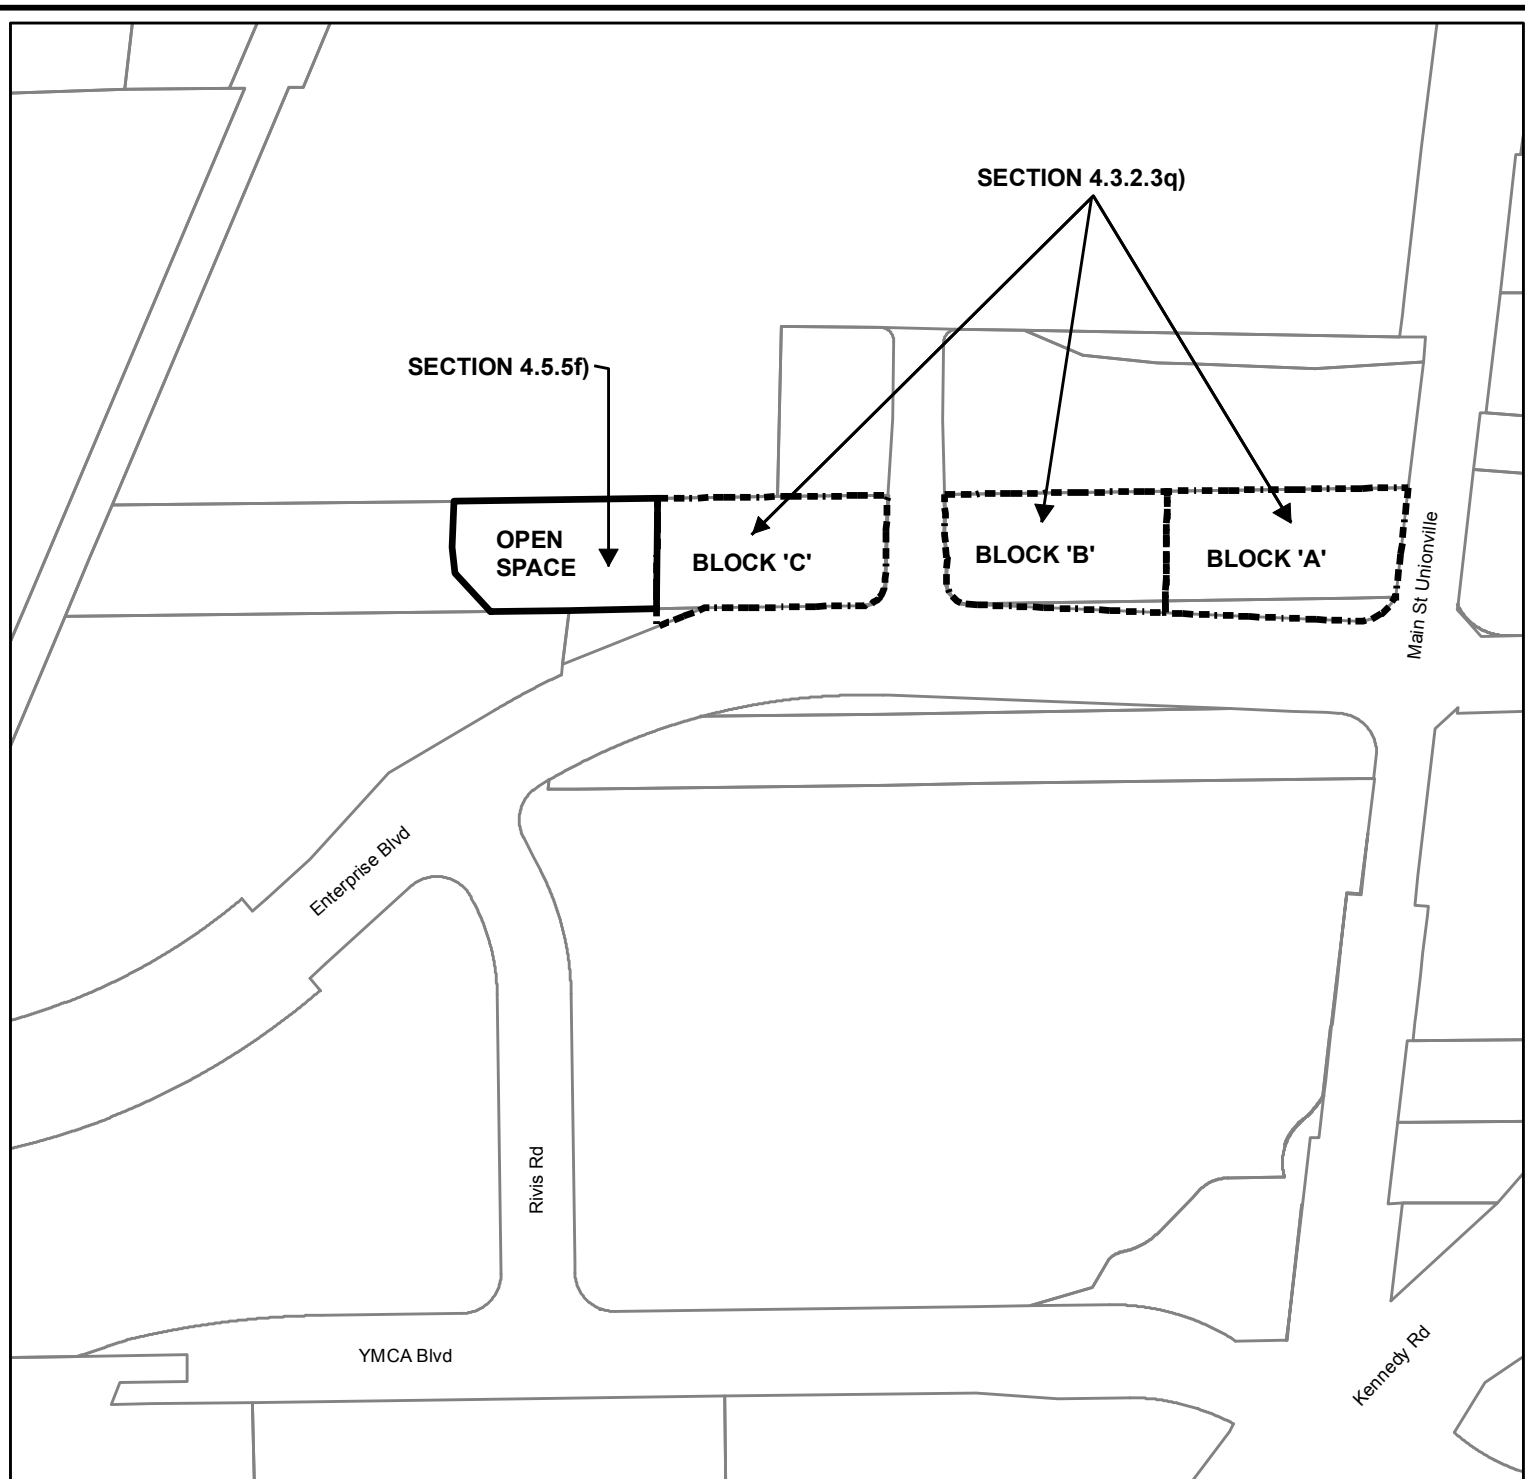 SECTION 4.3.2.3q)
SECTION 4.5.5f)
OPEN
SPACE
BLOCK 'C'
BLOCK 'B'
BLOCK 'A'
Main St Unionville
Enterprise Blvd
Rivis Rd
YMCA Blvd
Kennedy Rd